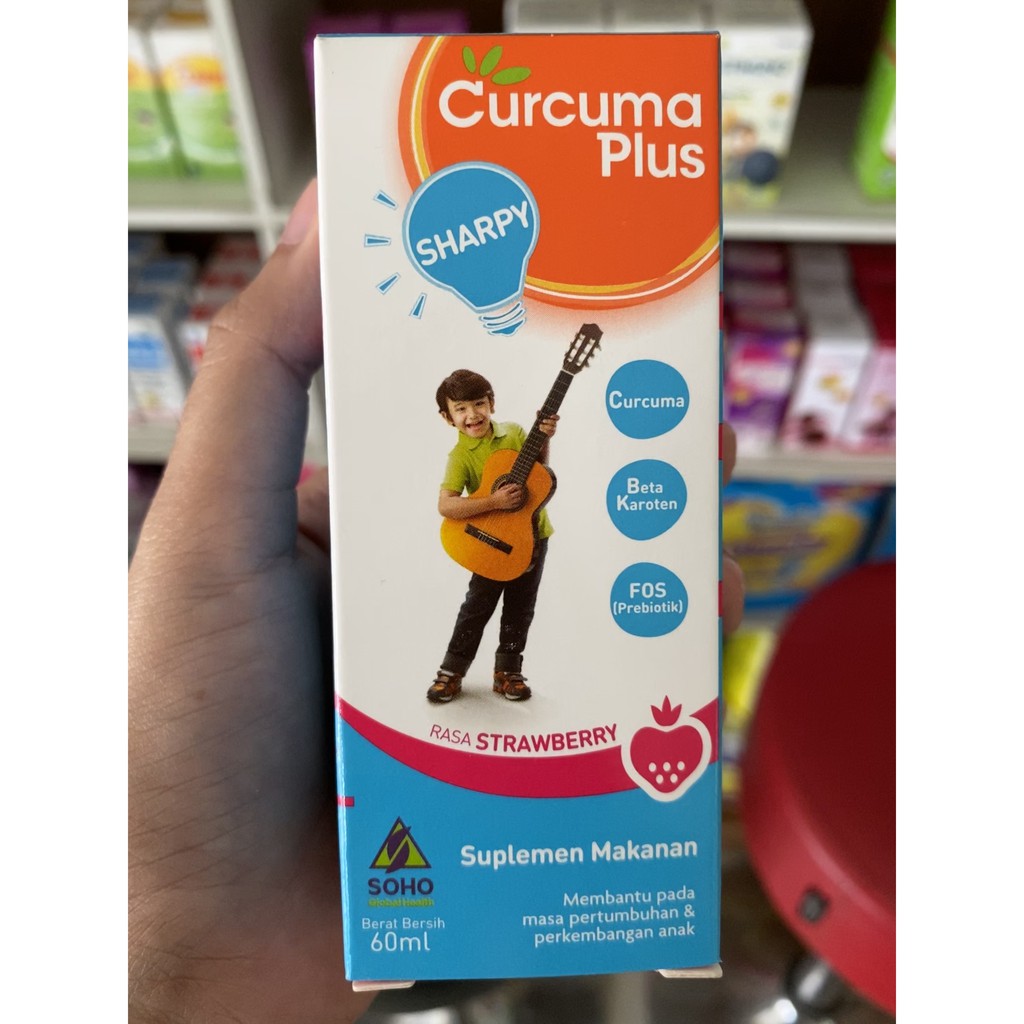 Curcuma
Plus
SHARPY
Curcuma
Beta
Karoten
FOS
(Prebiotik)
RASA STRAWBERRY
SOHO
Global Health
Suplemen Makanan
Membantu pada
masa pertumbuhan &
perkembangan anak
Berat Bersih
60ml